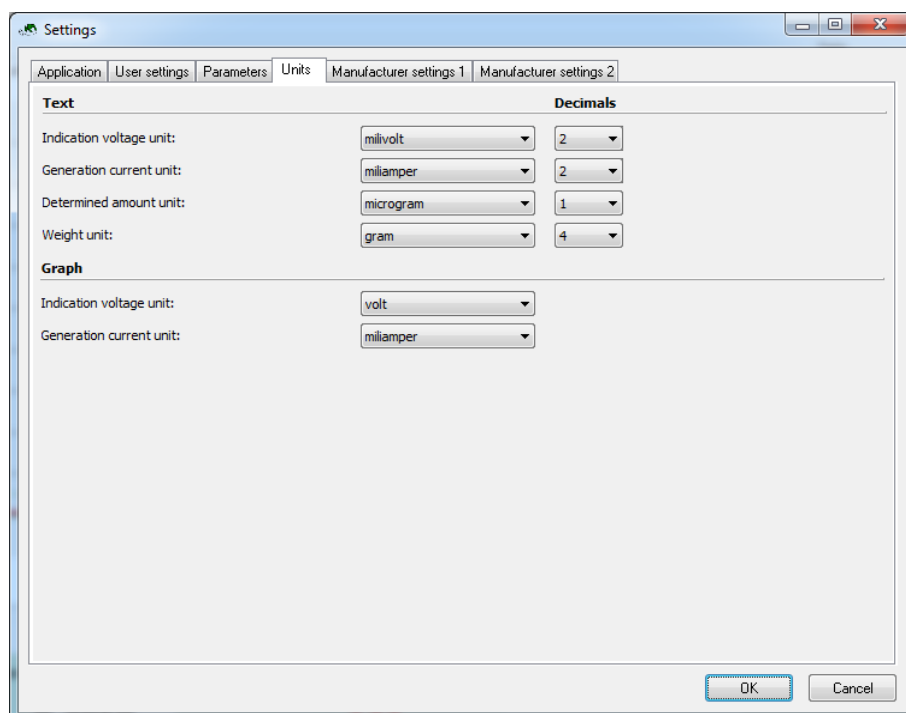 Settings
Application User settings Parameters Units Manufacturer settings 1 Manufacturer settings 2
Text Decimals
Indication voltage unit: milivolt 2
Generation current unit: miliamper 2
Determined amount unit: microgram 1
Weight unit: gram 4
Graph
Indication voltage unit: volt
Generation current unit: miliamper
OK Cancel